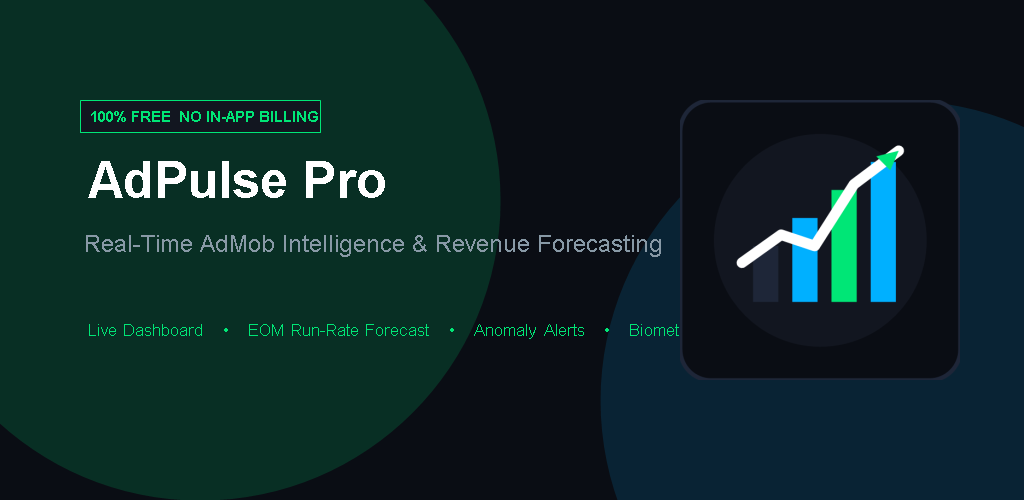 100% FREE NO IN-APP BILLING
AdPulse Pro
Real-Time AdMob Intelligence & Revenue Forecasting
Live Dashboard • EOM Run-Rate Forecast • Anomaly Alerts • Biomet